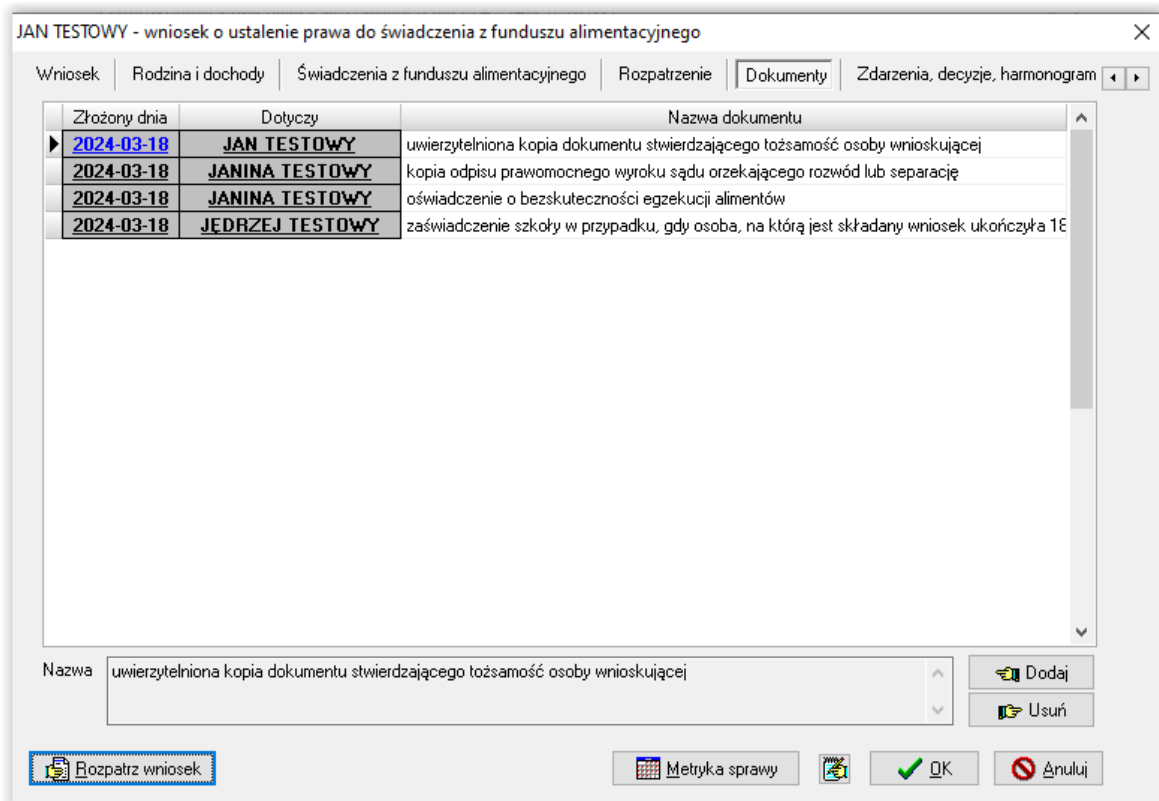 JAN TESTOWY - wniosek o ustalenie prawa do świadczenia z funduszu alimentacyjnego
Wniosek Rodzina i dochody Świadczenia z funduszu alimentacyjnego Rozpatrzenie Dokumenty Zdarzenia, decyzje, harmonogram
Złożony dnia Dotyczy Nazwa dokumentu
2024-03-18 JAN TESTOWY uwierzytelniona kopia dokumentu stwierdzającego tożsamość osoby wnioskującej
2024-03-18 JANINA TESTOWY kopia odpisu prawomocnego wyroku sądu orzekającego rozwód lub separację
2024-03-18 JANINA TESTOWY oświadczenie o bezskuteczności egzekucji alimentów
2024-03-18 JĘDRZEJ TESTOWY zaświadczenie szkoły w przypadku, gdy osoba, na którą jest składany wniosek ukończyła 18
Nazwa uwierzytelniona kopia dokumentu stwierdzającego tożsamość osoby wnioskującej
Dodaj
Usuń
Rozpatrz wniosek Metryka sprawy OK Anuluj